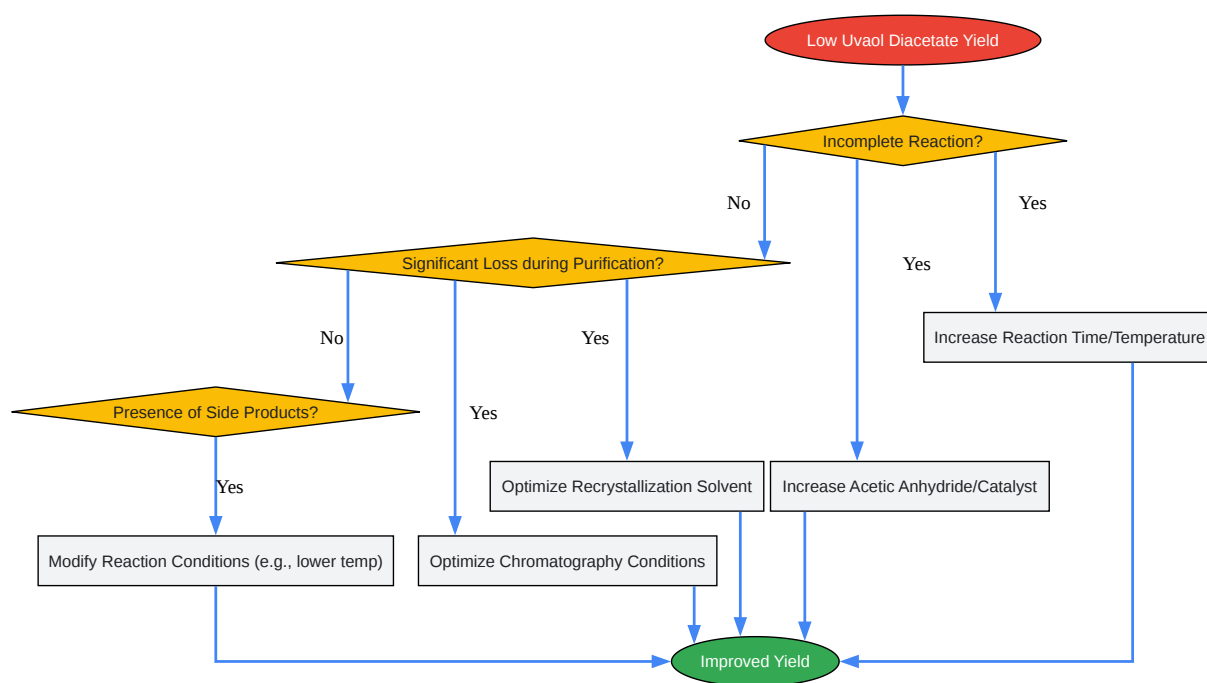 Low Uvaol Diacetate Yield
Incomplete Reaction?
No
Yes
Significant Loss during Purification?
Yes
Increase Reaction Time/Temperature
No
Yes
Presence of Side Products?
Yes
Yes
Optimize Recrystallization Solvent
Increase Acetic Anhydride/Catalyst
Modify Reaction Conditions (e.g., lower temp)
Optimize Chromatography Conditions
Improved Yield